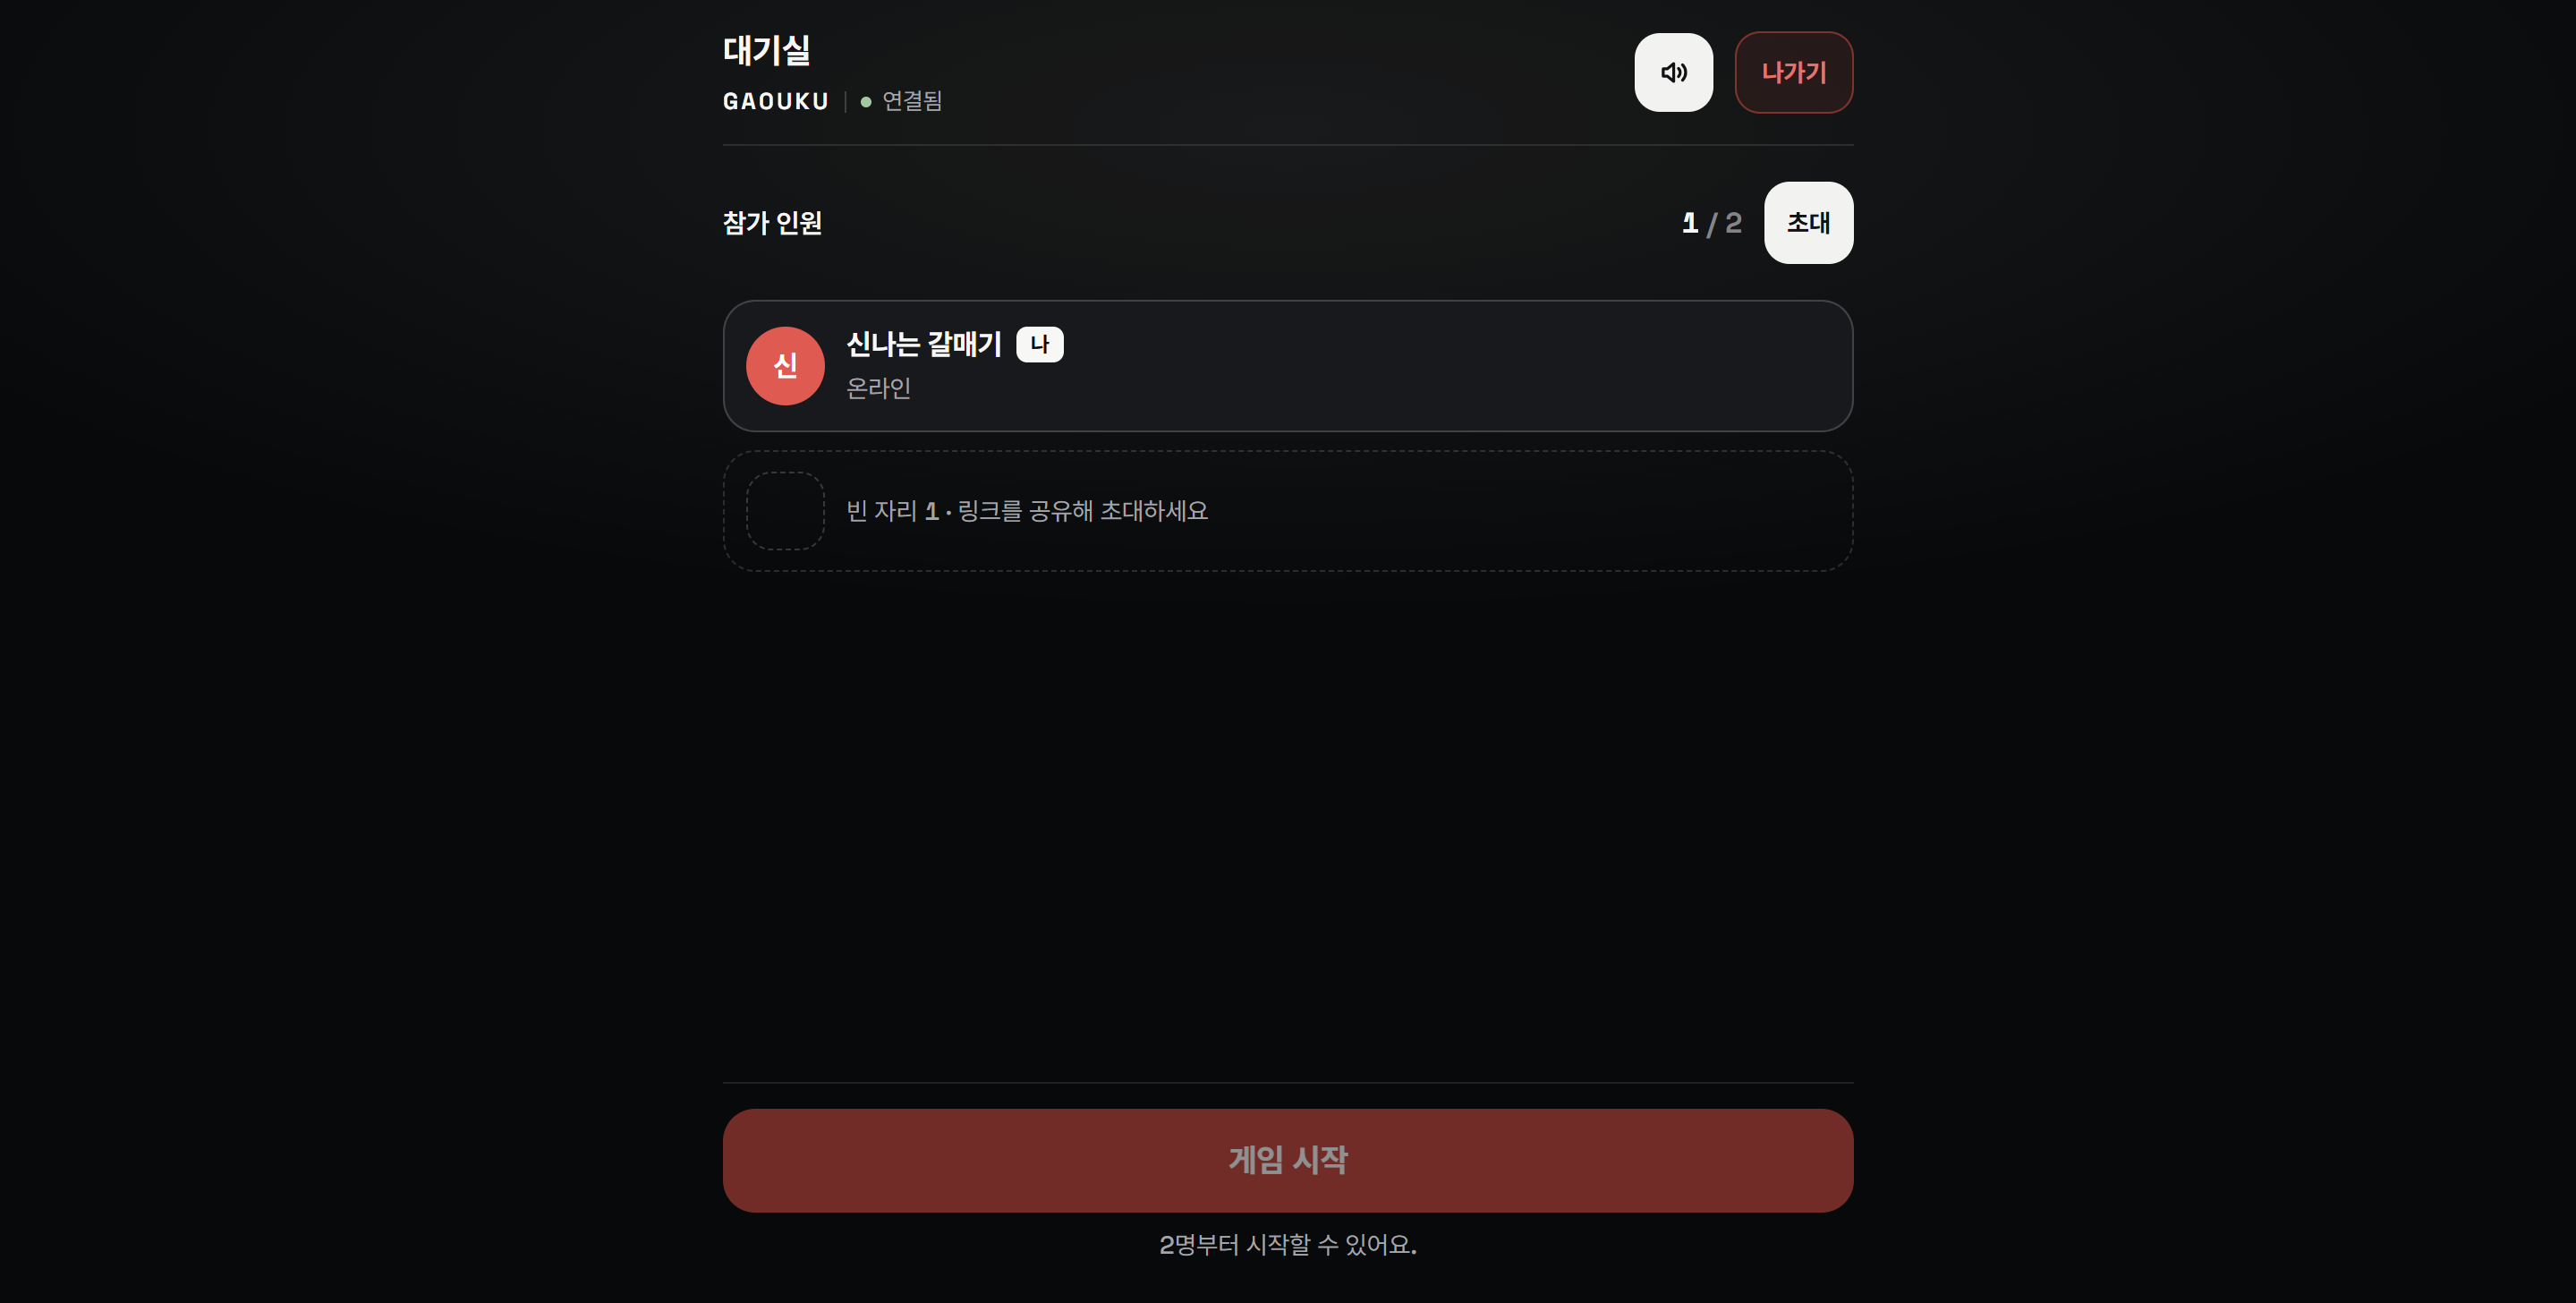 대기실
GAOUKU 연결됨
나가기
참가 인원
1 / 2
초대
신
신나는 갈매기 나
온라인
빈 자리 1 · 링크를 공유해 초대하세요
게임 시작
2명부터 시작할 수 있어요.